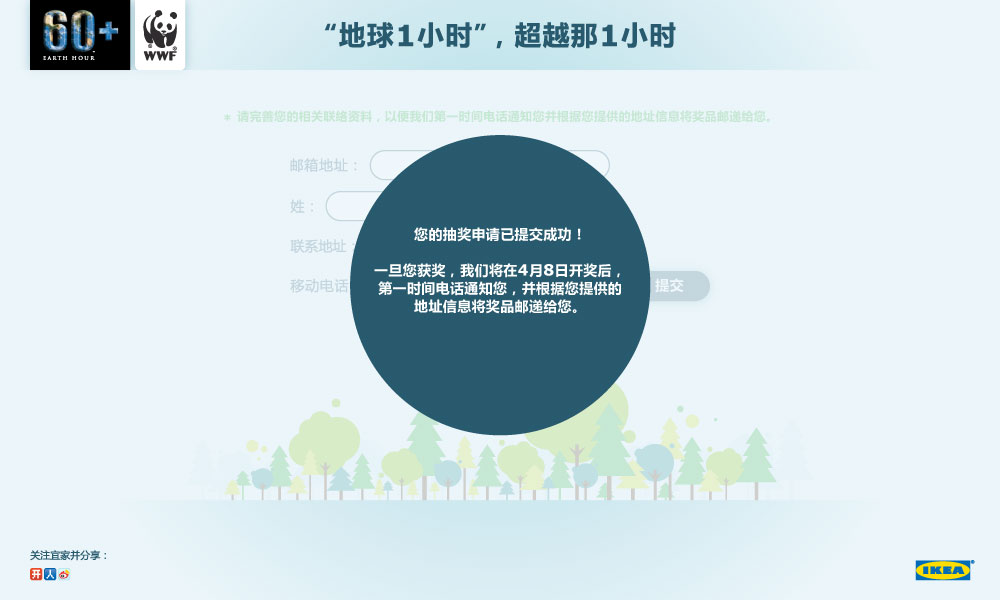 60+
EARTH HOUR
WWF
“地球1小时”，超越那1小时
* 请完善您的相关联络资料，以便我们第一时间电话通知您并根据您提供的地址信息将奖品邮递给您。
邮箱地址：
姓：
联系地址：
移动电话
提交
您的抽奖申请已提交成功！
一旦您获奖，我们将在4月8日开奖后，
第一时间电话通知您，并根据您提供的
地址信息将奖品邮递给您。
关注宜家并分享：
开 人
IKEA